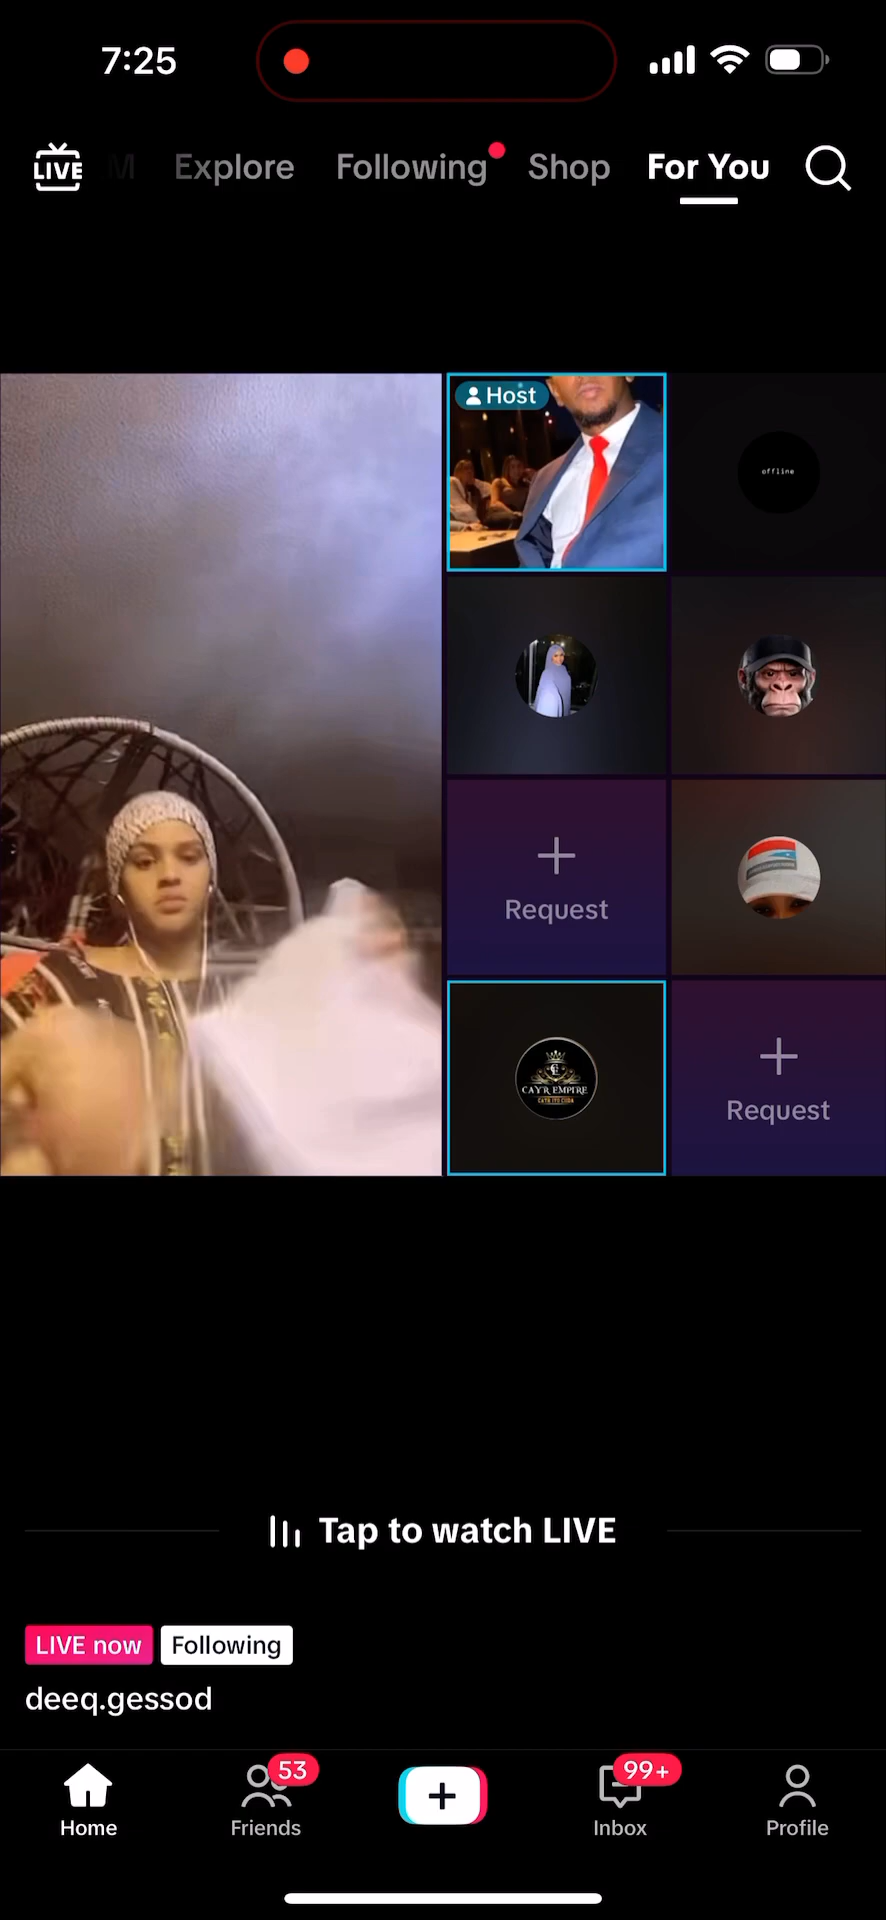 7:25
LIVE
Explore
Following
Shop
For You
Host
offline
Request
CAYR EMPIRE
Request
Tap to watch LIVE
LIVE now
Following
deeq.gessod
53
99+
Home
Friends
Inbox
Profile